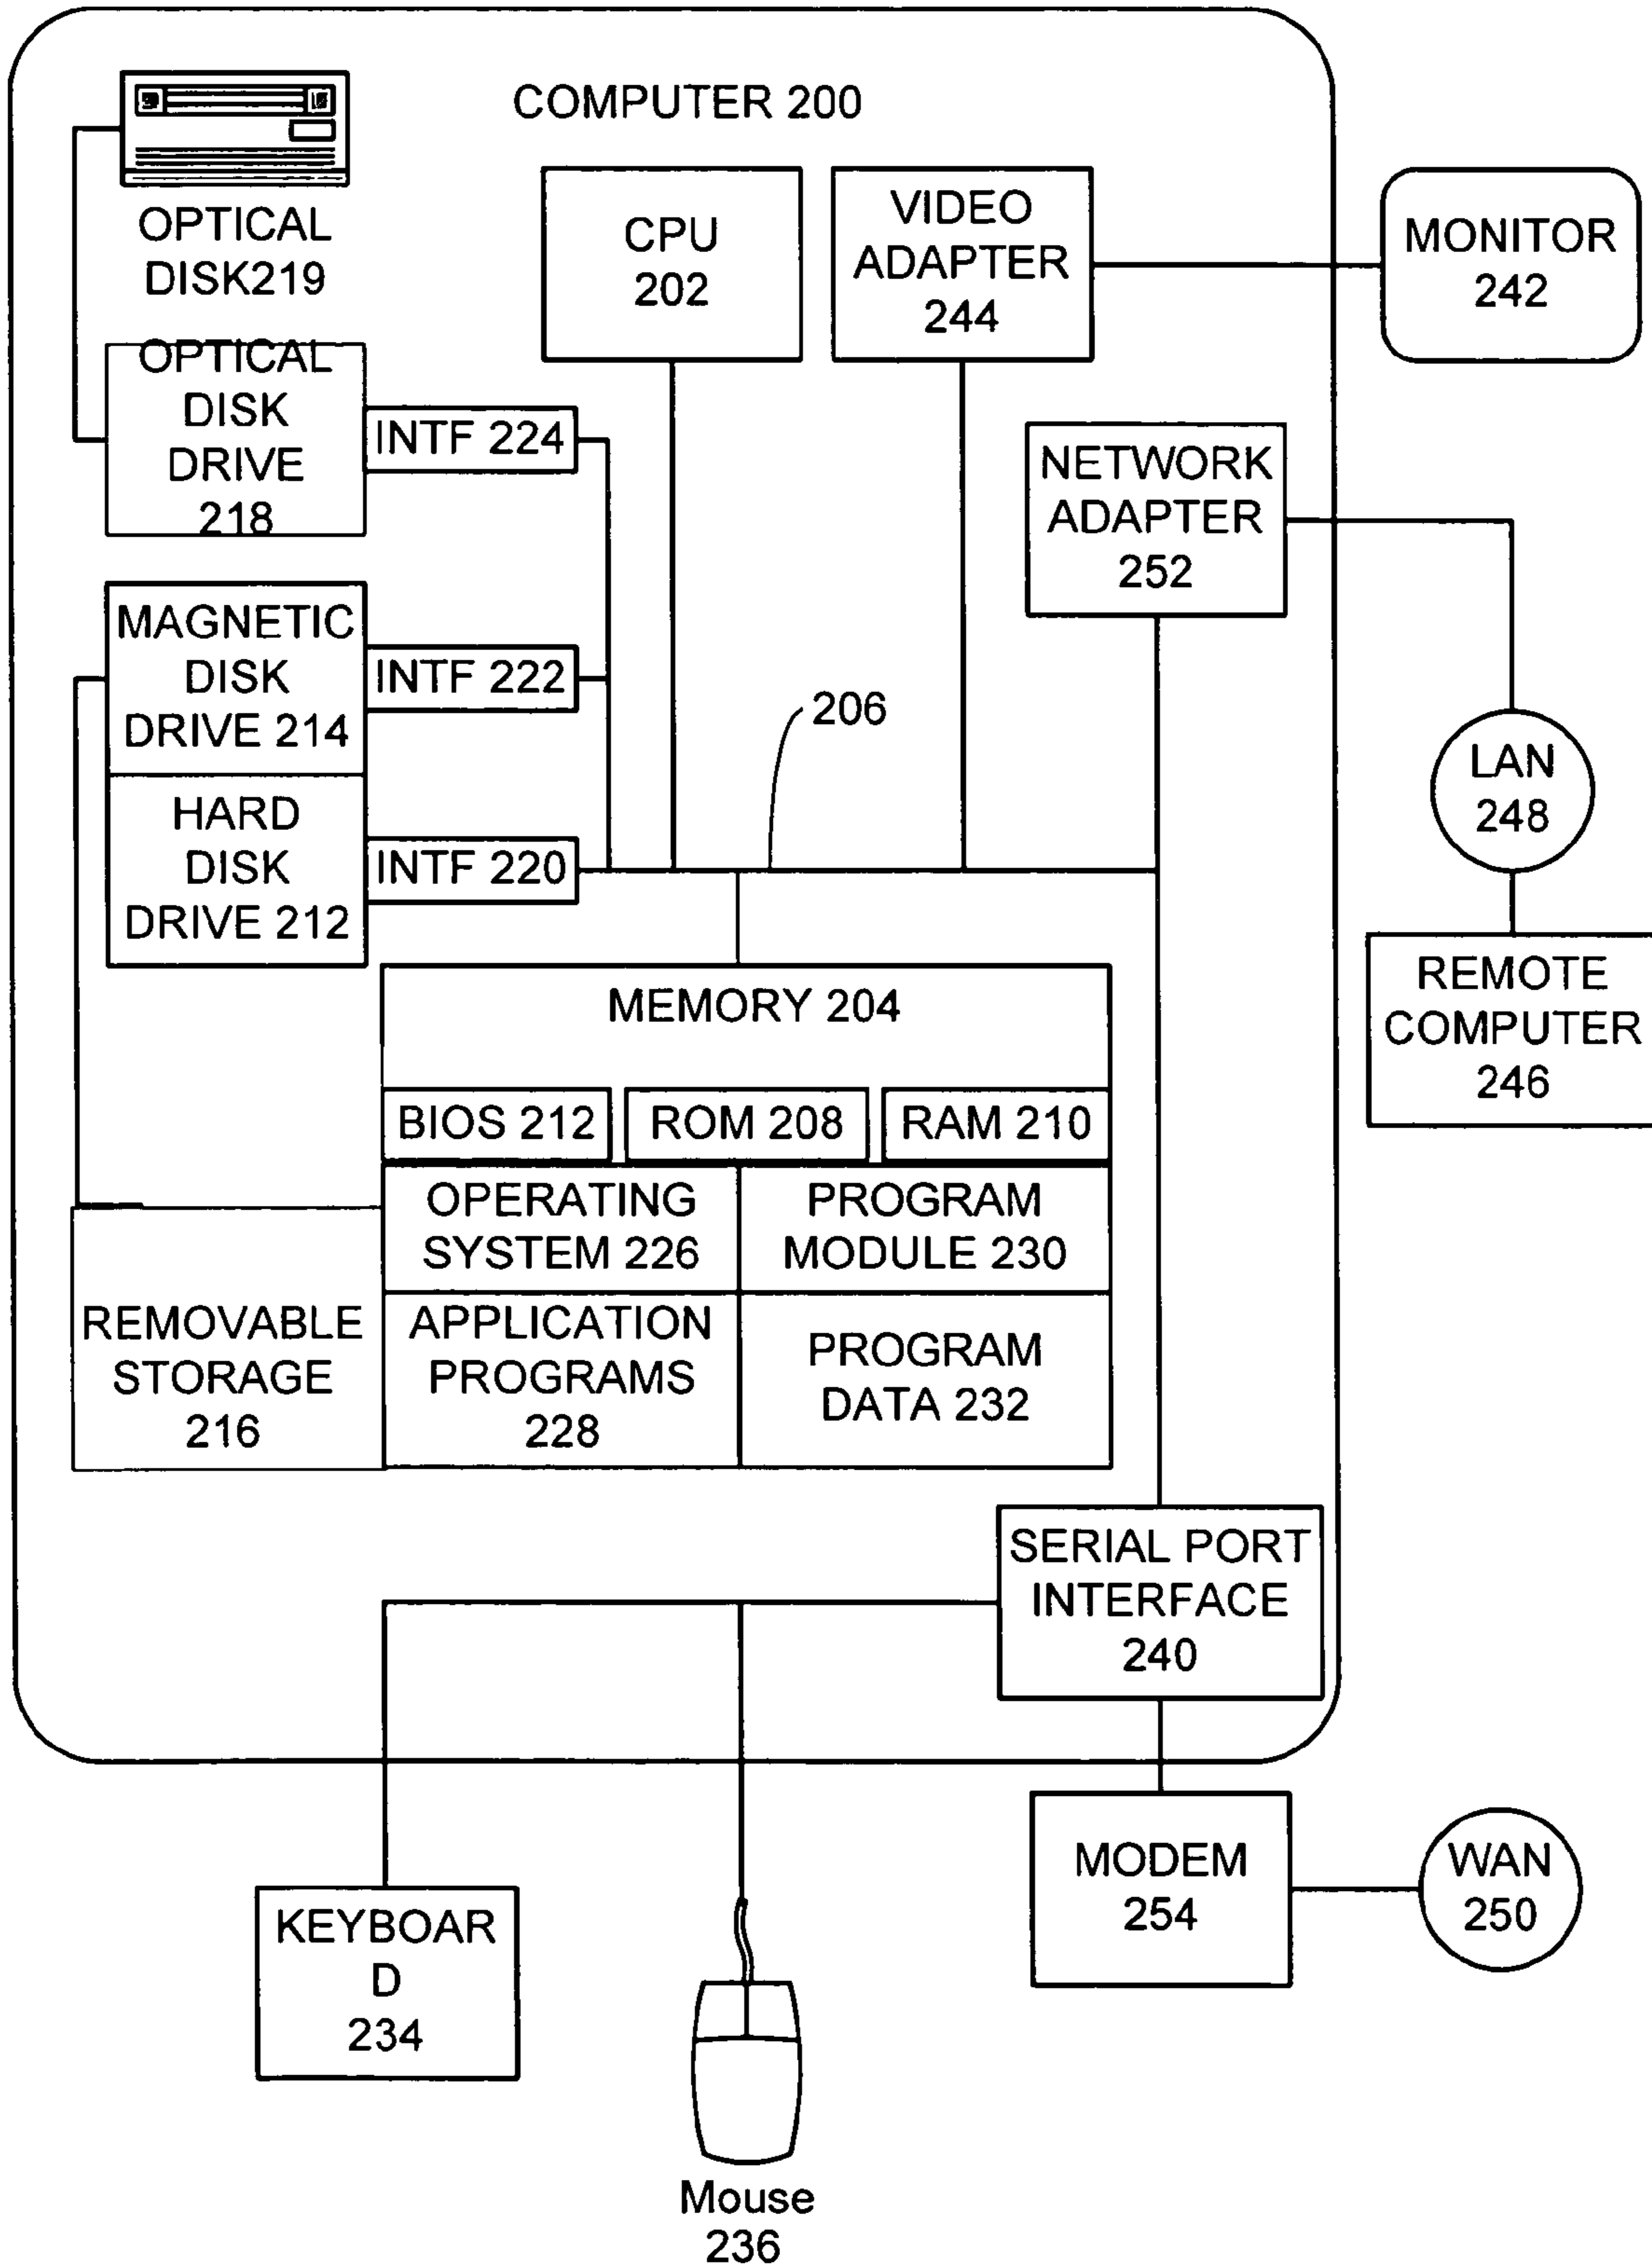 COMPUTER 200
OPTICAL
DISK219
CPU
202
VIDEO
ADAPTER
244
MONITOR
242
OPTICAL
DISK
DRIVE
218
INTF 224
NETWORK
ADAPTER
252
MAGNETIC
DISK
DRIVE 214
INTF 222
206
LAN
248
HARD
DISK
DRIVE 212
INTF 220
REMOTE
COMPUTER
246
MEMORY 204
BIOS 212
ROM 208
RAM 210
OPERATING
SYSTEM 226
PROGRAM
MODULE 230
REMOVABLE
STORAGE
216
APPLICATION
PROGRAMS
228
PROGRAM
DATA 232
SERIAL PORT
INTERFACE
240
MODEM
254
WAN
250
KEYBOAR
D
234
Mouse
236